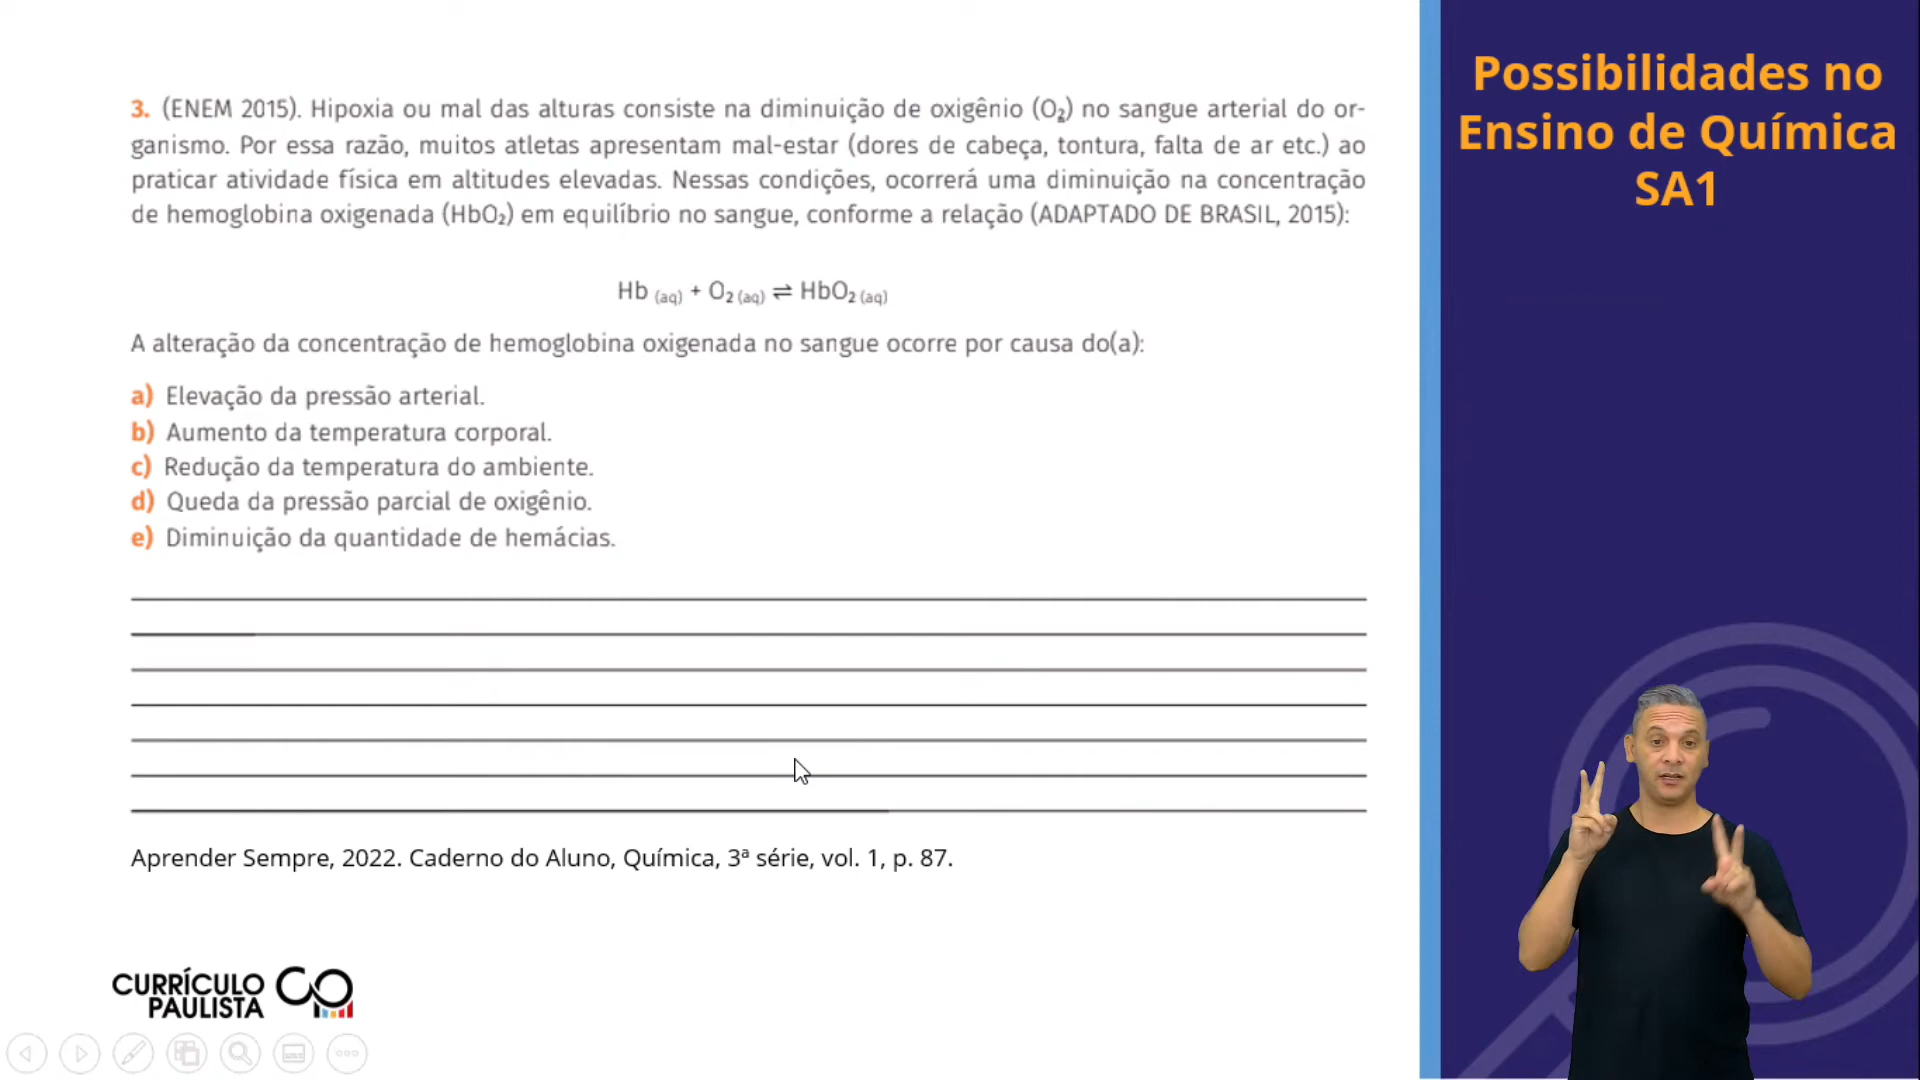 3. (ENEM 2015). Hipoxia ou mal das alturas consiste na diminuição de oxigênio (O₂) no sangue arterial do or-
ganismo. Por essa razão, muitos atletas apresentam mal-estar (dores de cabeça, tontura, falta de ar etc.) ao
praticar atividade física em altitudes elevadas. Nessas condições, ocorrerá uma diminuição na concentração
de hemoglobina oxigenada (HbO₂) em equilíbrio no sangue, conforme a relação (ADAPTADO DE BRASIL, 2015):
Hb (aq) + O₂ (aq) ⇌ HbO₂ (aq)
A alteração da concentração de hemoglobina oxigenada no sangue ocorre por causa do(a):
a) Elevação da pressão arterial.
b) Aumento da temperatura corporal.
c) Redução da temperatura do ambiente.
d) Queda da pressão parcial de oxigênio.
e) Diminuição da quantidade de hemácias.
Aprender Sempre, 2022. Caderno do Aluno, Química, 3ª série, vol. 1, p. 87.
CURRÍCULO
PAULISTA
Possibilidades no
Ensino de Química
SA1